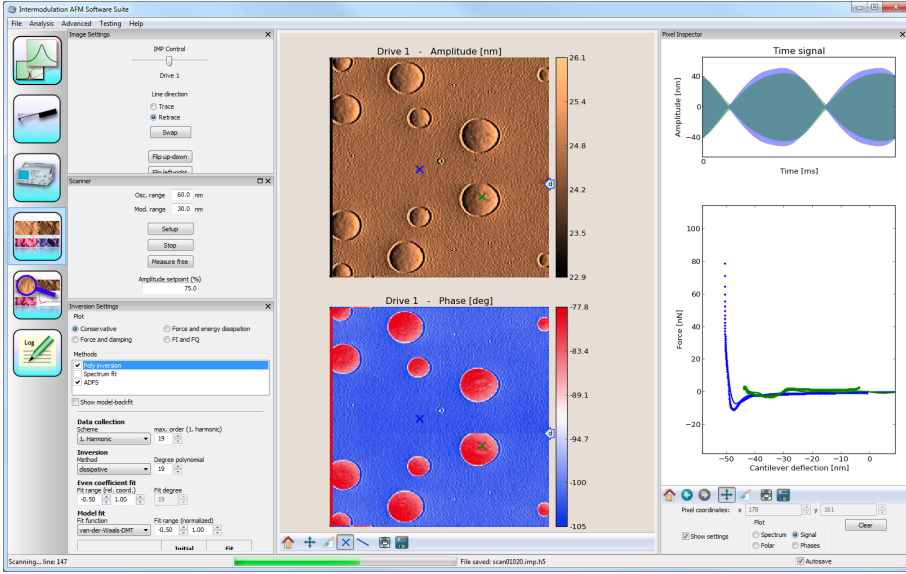 Intermodulation AFM Software Suite
File Analysis Advanced Testing Help
Image Settings
IMP Control
Drive 1
Line direction
Trace
Retrace
Swap
Flip up-down
Flip left-right
Scanner
Osc. range 60.0 nm
Mod. range 30.0 nm
Setup
Stop
Measure free
Amplitude setpoint (%)
75.0
Inversion Settings
Plot
Conservative Force and energy dissipation
Force and damping FI and FQ
Methods
Poly inversion
Spectrum fit
ADFS
Show model-backfit
Data collection
Scheme max. order (1. harmonic)
1. Harmonic 19
Inversion
Method Degree polynomial
dissipative 19
Even coefficient fit
Fit range (rel. coord.) Fit degree
-0.50 1.00 19
Model fit
Fit function Fit range (normalized)
van-der-Waals-DMT -0.50 1.00
Initial Fit
Log
Drive 1 - Amplitude [nm]
26.1
25.4
24.8
24.2
23.5
22.9
d
Drive 1 - Phase [deg]
-77.8
-83.4
-89.1
-94.7
-100
-105
d
Pixel Inspector
Time signal
Amplitude [nm]
40
0
-40
0
Time [ms]
Force [nN]
100
80
60
40
20
0
-20
-50 -40 -30 -20 -10 0
Cantilever deflection [nm]
Pixel coordinates: x 178 y 161
Plot
Show settings Spectrum Signal Clear
Polar Phases
Scanning... line: 147 File saved: scan01020.imp.h5 Autosave